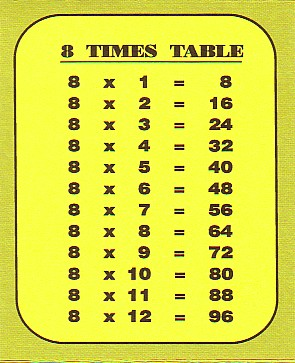 8 TIMES TABLE
8 x 1 = 8
8 x 2 = 16
8 x 3 = 24
8 x 4 = 32
8 x 5 = 40
8 x 6 = 48
8 x 7 = 56
8 x 8 = 64
8 x 9 = 72
8 x 10 = 80
8 x 11 = 88
8 x 12 = 96